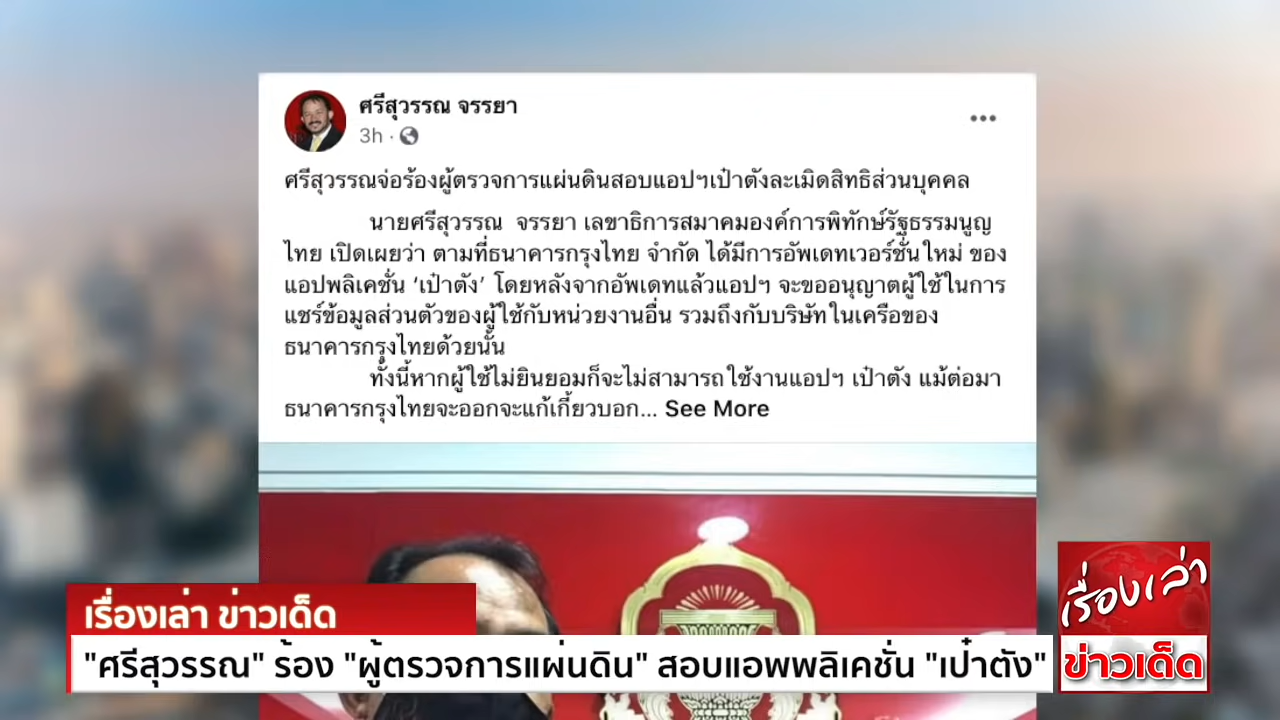 ศรีสุวรรณ จรรยา
3h ·
ศรีสุวรรณจ่อร้องผู้ตรวจการแผ่นดินสอบแอปฯเป๋าตังละเมิดสิทธิส่วนบุคคล
นายศรีสุวรรณ จรรยา เลขาธิการสมาคมองค์การพิทักษ์รัฐธรรมนูญ
ไทย เปิดเผยว่า ตามที่ธนาคารกรุงไทย จำกัด ได้มีการอัพเดทเวอร์ชั่นใหม่ ของ
แอปพลิเคชั่น ‘เป๋าตัง’ โดยหลังจากอัพเดทแล้วแอปฯ จะขออนุญาตผู้ใช้ในการ
แชร์ข้อมูลส่วนตัวของผู้ใช้กับหน่วยงานอื่น รวมถึงกับบริษัทในเครือของ
ธนาคารกรุงไทยด้วยนั้น
ทั้งนี้หากผู้ใช้ไม่ยินยอมก็จะไม่สามารถใช้งานแอปฯ เป๋าตัง แม้ต่อมา
ธนาคารกรุงไทยจะออกจะแก้เกี้ยวบอก... See More
เรื่องเล่า ข่าวเด็ด
"ศรีสุวรรณ" ร้อง "ผู้ตรวจการแผ่นดิน" สอบแอพพลิเคชั่น "เป๋าตัง"
เรื่องเล่า
ข่าวเด็ด